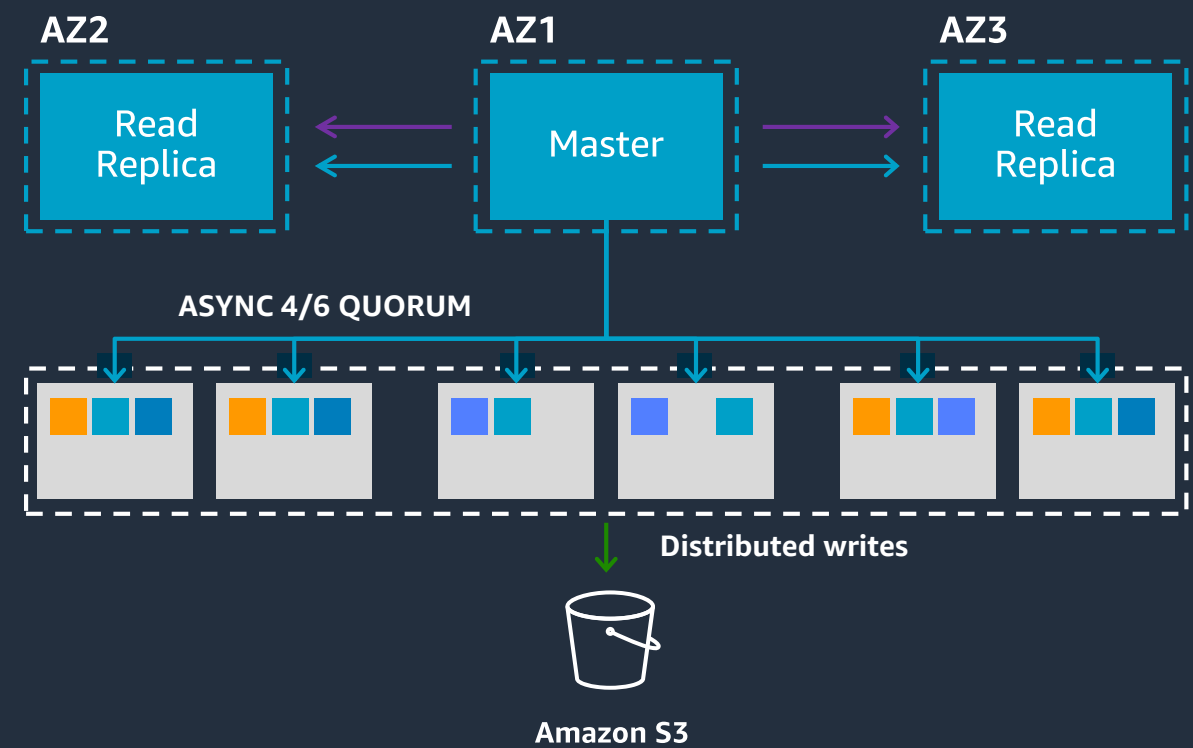 AZ2
AZ1
AZ3
Read
Replica
Master
Read
Replica
ASYNC 4/6 QUORUM
Distributed writes
Amazon S3